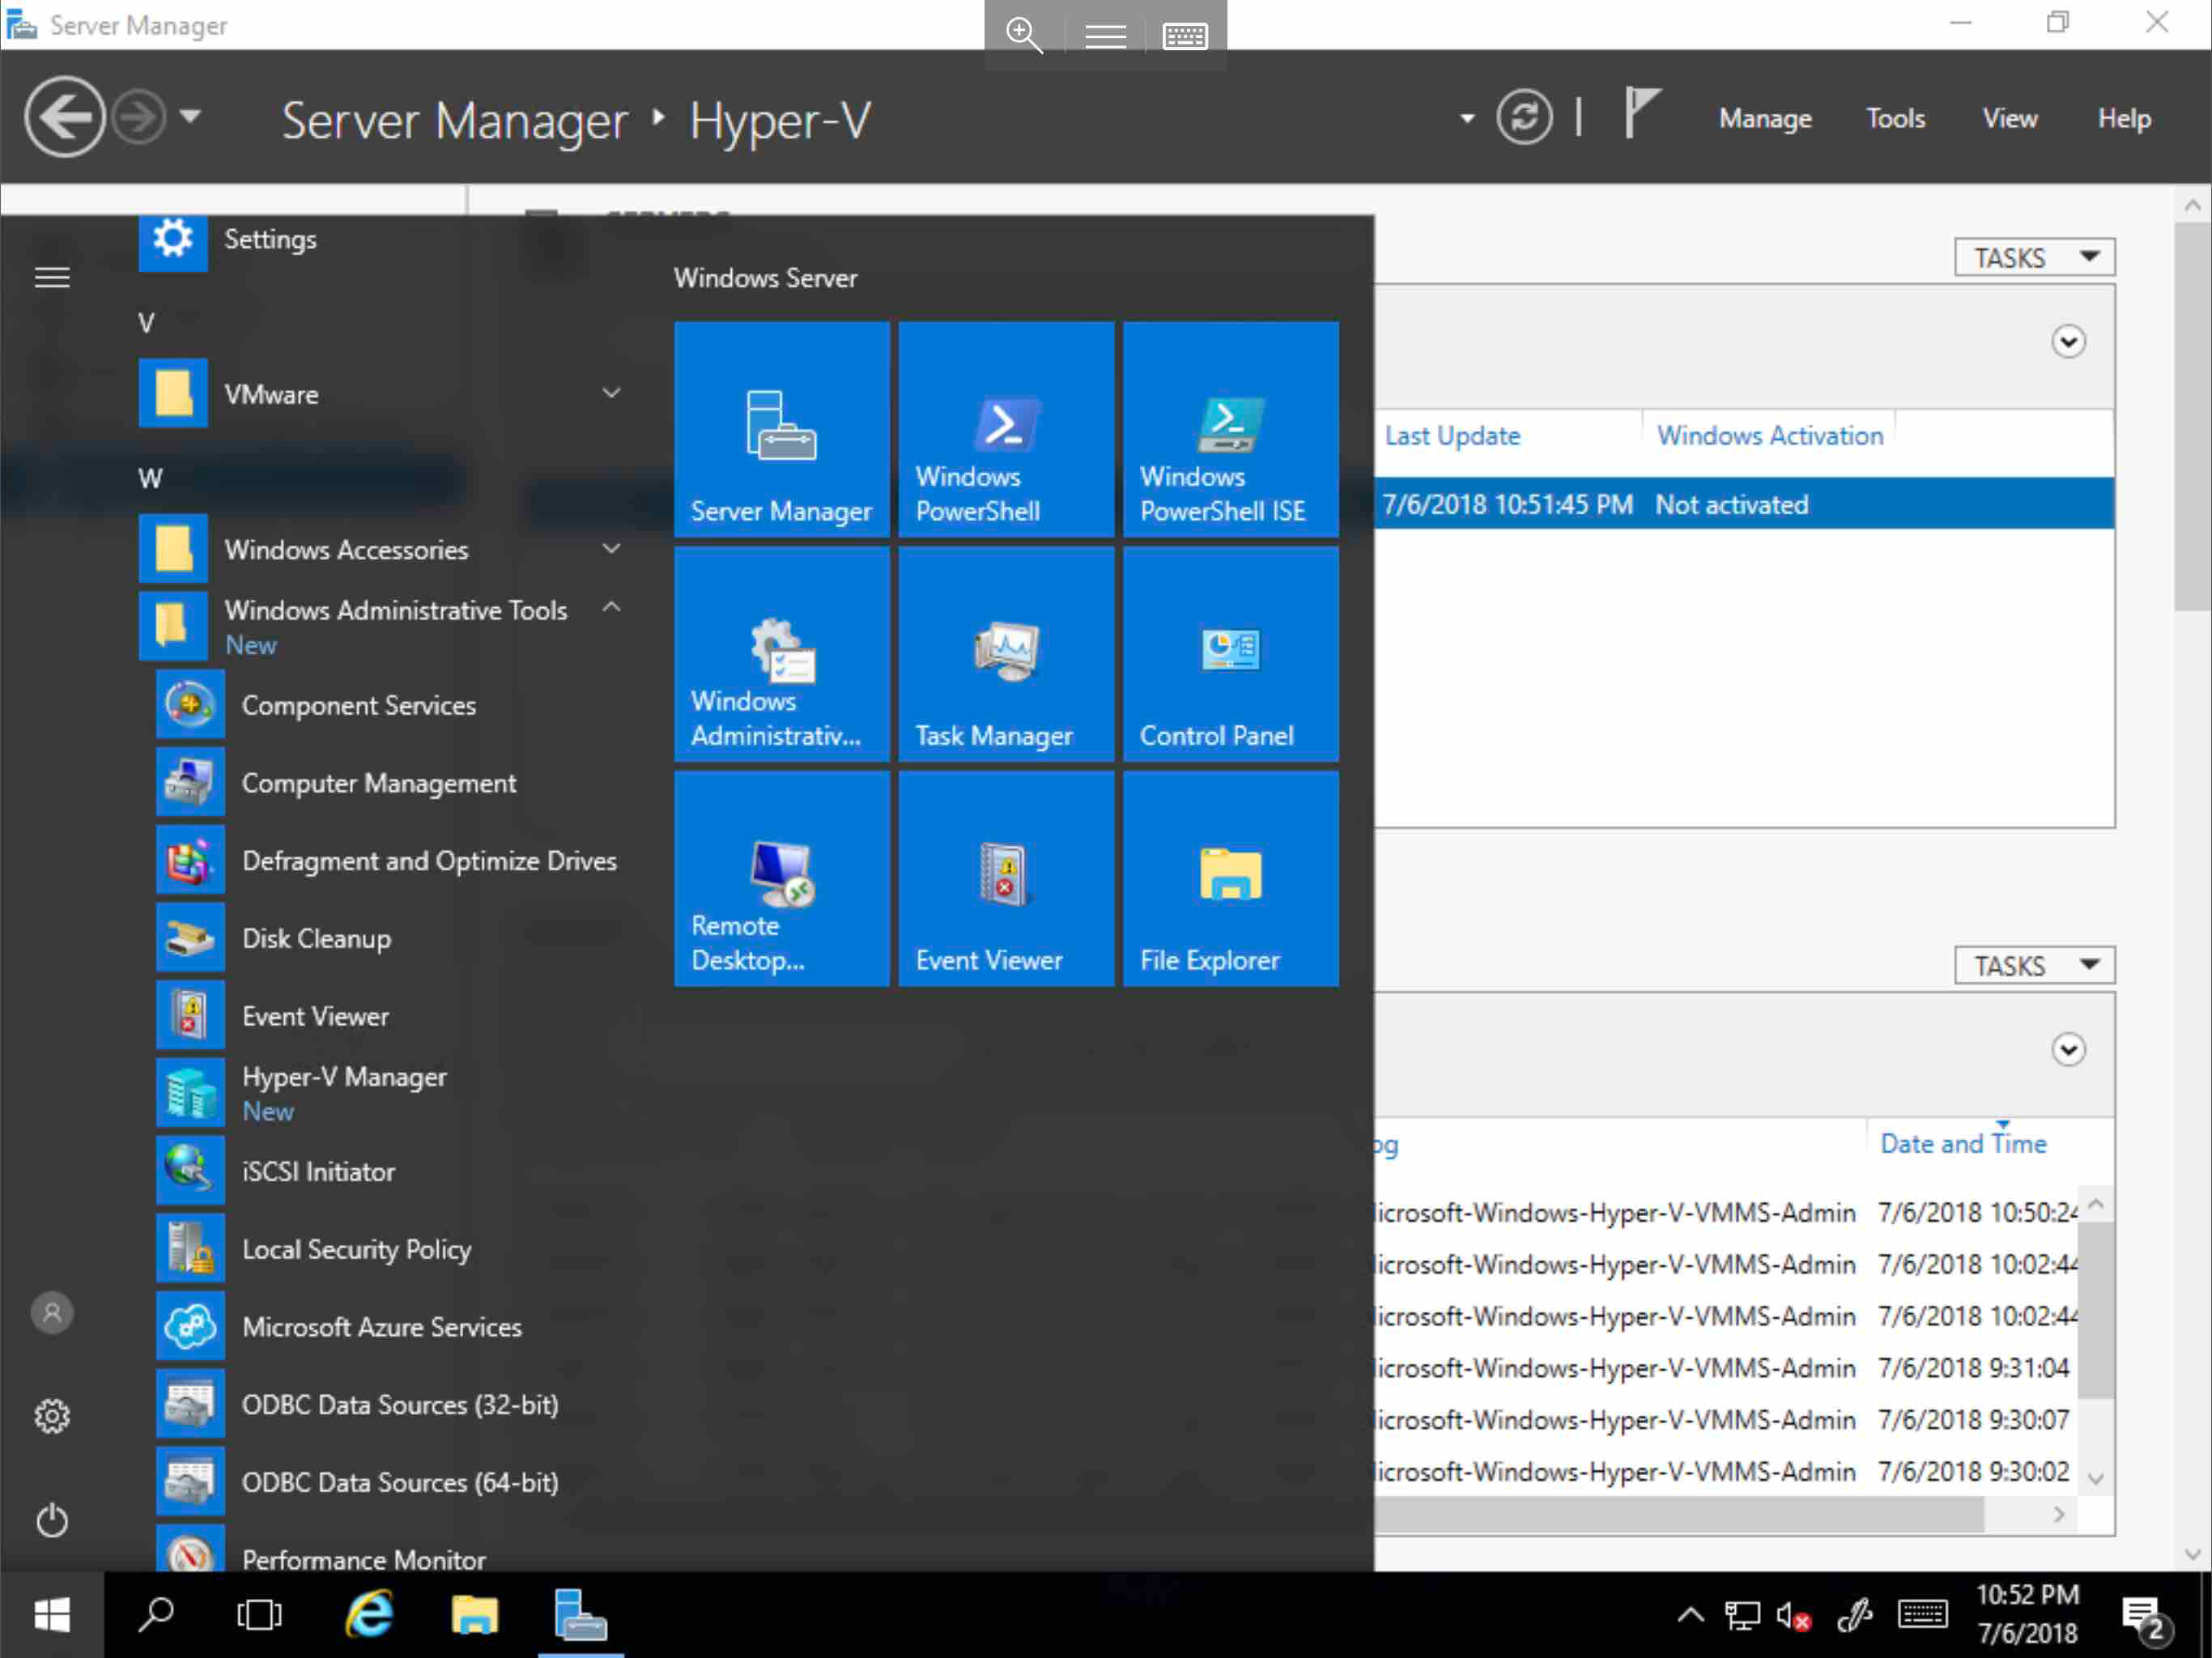 Server Manager
Server Manager
Hyper-V
Manage
Tools
View
Help
Settings
V
VMware
W
Windows Accessories
Windows Administrative Tools
New
Component Services
Computer Management
Defragment and Optimize Drives
Disk Cleanup
Event Viewer
Hyper-V Manager
New
iSCSI Initiator
Local Security Policy
Microsoft Azure Services
ODBC Data Sources (32-bit)
ODBC Data Sources (64-bit)
Performance Monitor
Windows Server
Server Manager
Windows
PowerShell
Windows
PowerShell ISE
Windows
Administrativ...
Task Manager
Control Panel
Remote
Desktop...
Event Viewer
File Explorer
TASKS
Last Update
Windows Activation
7/6/2018 10:51:45 PM
Not activated
TASKS
og
Date and Time
icrosoft-Windows-Hyper-V-VMMS-Admin 7/6/2018 10:50:24
icrosoft-Windows-Hyper-V-VMMS-Admin 7/6/2018 10:02:44
icrosoft-Windows-Hyper-V-VMMS-Admin 7/6/2018 10:02:44
icrosoft-Windows-Hyper-V-VMMS-Admin 7/6/2018 9:31:04
icrosoft-Windows-Hyper-V-VMMS-Admin 7/6/2018 9:30:07
icrosoft-Windows-Hyper-V-VMMS-Admin 7/6/2018 9:30:02
10:52 PM
7/6/2018
2